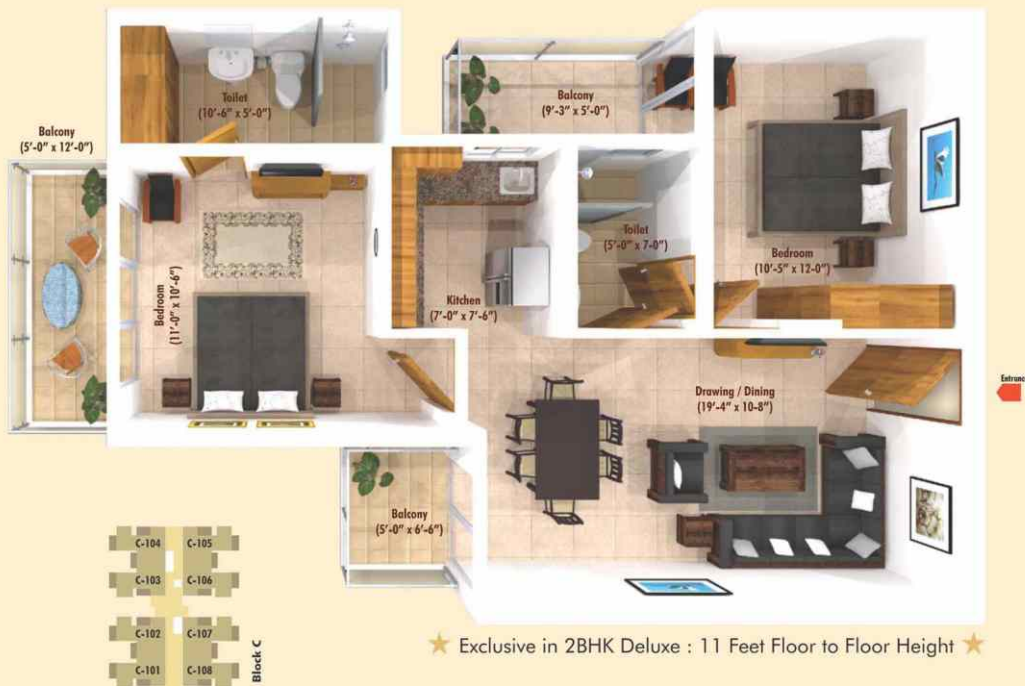 Toilet
(10'-6" x 5'-0")
Balcony
(9'-3" x 5'-0")
Balcony
(5'-0" x 12'-0")
Toilet
(5'-0" x 7-0")
Bedroom
(10'-5" x 12-0")
Bedroom
(11'-0" x 10'-6")
Kitchen
(7'-0" x 7'-6")
Entrance
Drawing / Dining
(19'-4" x 10-8")
Balcony
(5'-0" x 6'-6")
C-104 C-105
C-103 C-106
C-102 C-107
C-101 C-108
Block C
★ Exclusive in 2BHK Deluxe : 11 Feet Floor to Floor Height ★